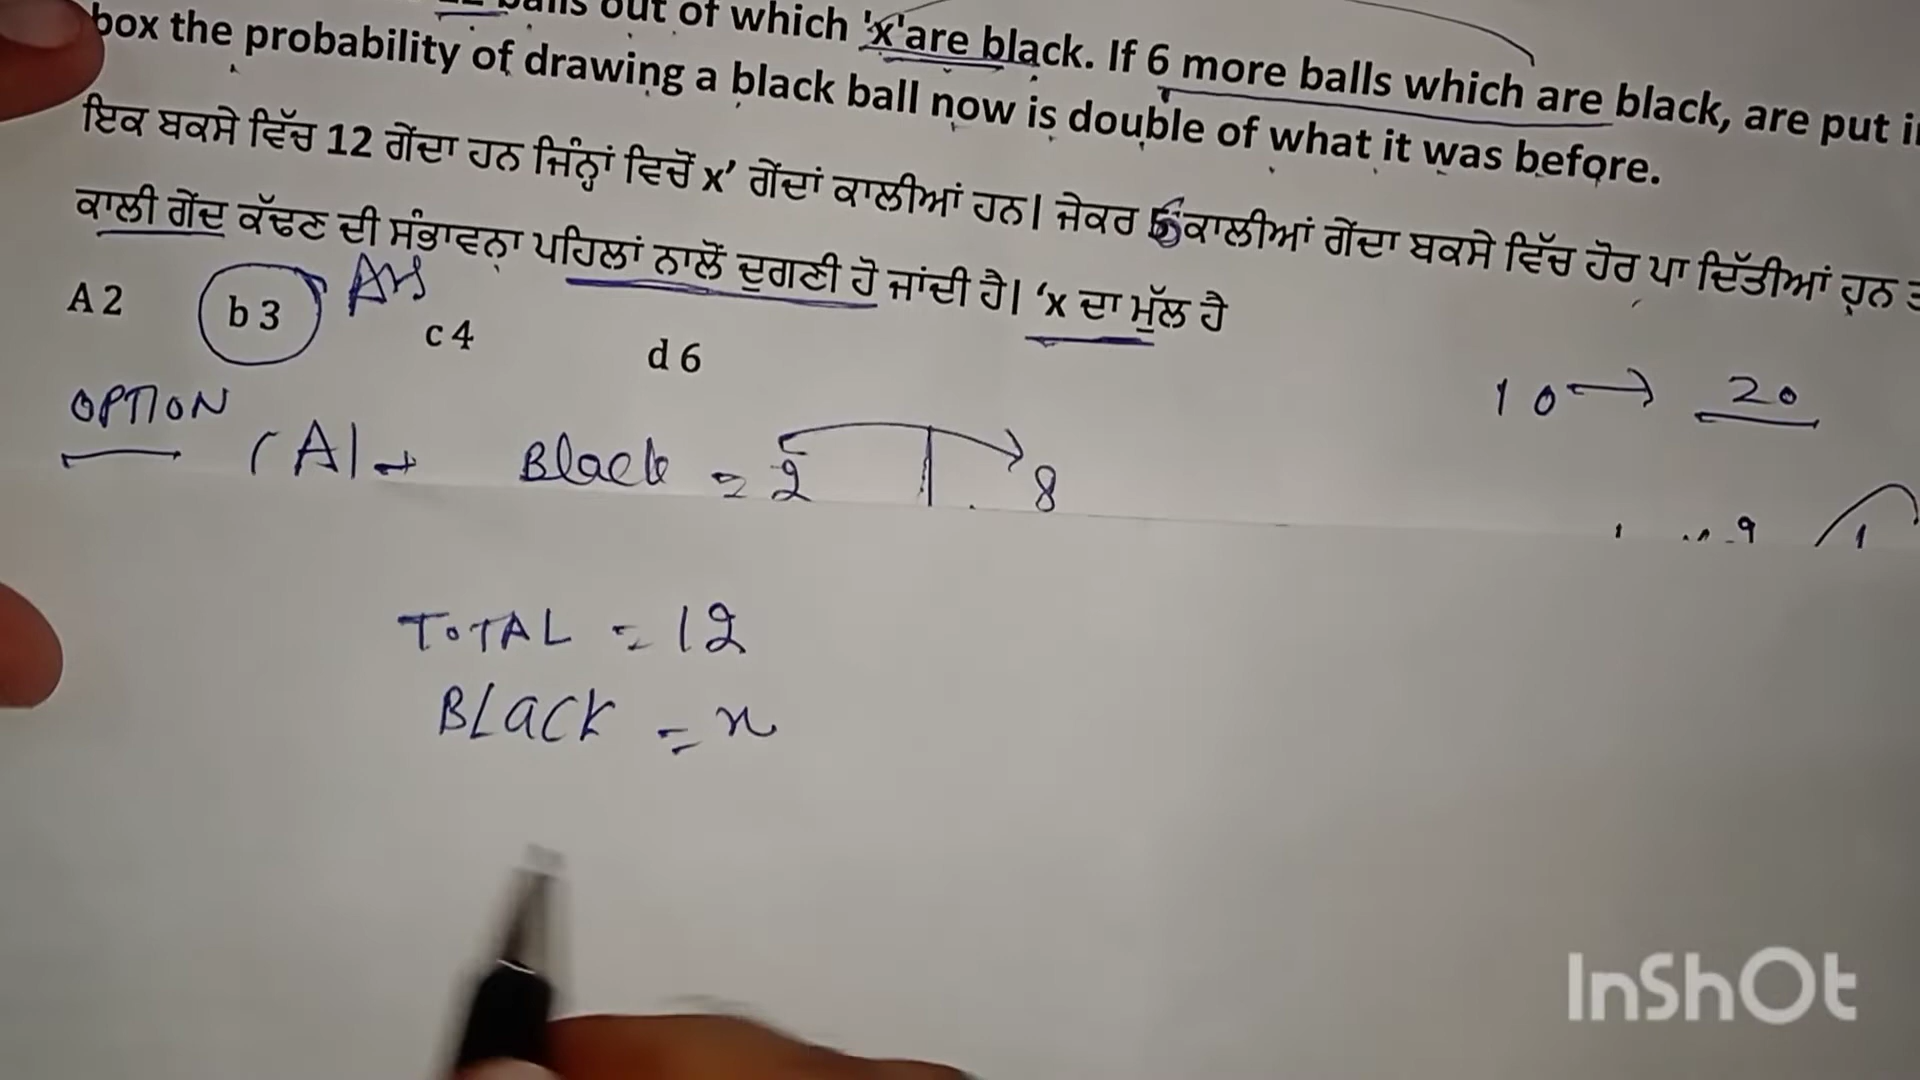 balls out of which 'x'are black. If 6 more balls which are black, are put in
box the probability of drawing a black ball now is double of what it was before.
ਇਕ ਬਕਸੇ ਵਿੱਚ 12 ਗੇਂਦਾ ਹਨ ਜਿੰਨ੍ਹਾਂ ਵਿਚੋਂ x’ ਗੇਂਦਾਂ ਕਾਲੀਆਂ ਹਨ। ਜੇਕਰ 6 ਕਾਲੀਆਂ ਗੇਂਦਾ ਬਕਸੇ ਵਿੱਚ ਹੋਰ ਪਾ ਦਿੱਤੀਆਂ ਹਨ
ਕਾਲੀ ਗੇਂਦ ਕੱਢਣ ਦੀ ਸੰਭਾਵਨਾ ਪਹਿਲਾਂ ਨਾਲੋਂ ਦੁਗਣੀ ਹੋ ਜਾਂਦੀ ਹੈ। ‘x ਦਾ ਮੁੱਲ ਹੈ
A 2 b 3 Ans c 4 d 6
10 → 20
OPTION (A) → Black = 2 | 8
TOTAL = 12
BLACK = x
InShOt